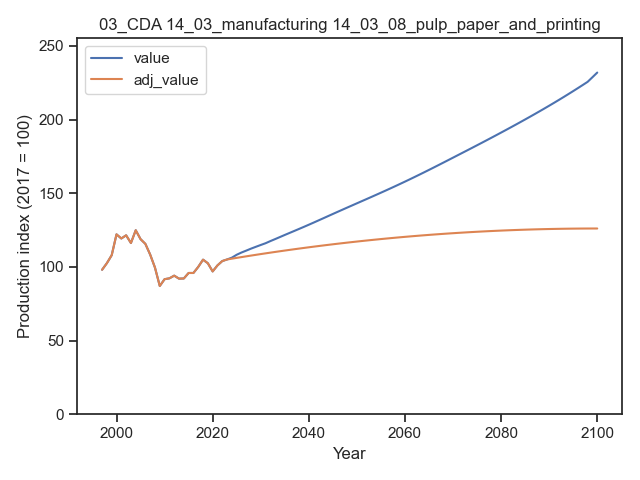 03_CDA 14_03_manufacturing 14_03_08_pulp_paper_and_printing
value
adj_value
Production index (2017 = 100)
250
200
150
100
50
0
2000 2020 2040 2060 2080 2100
Year